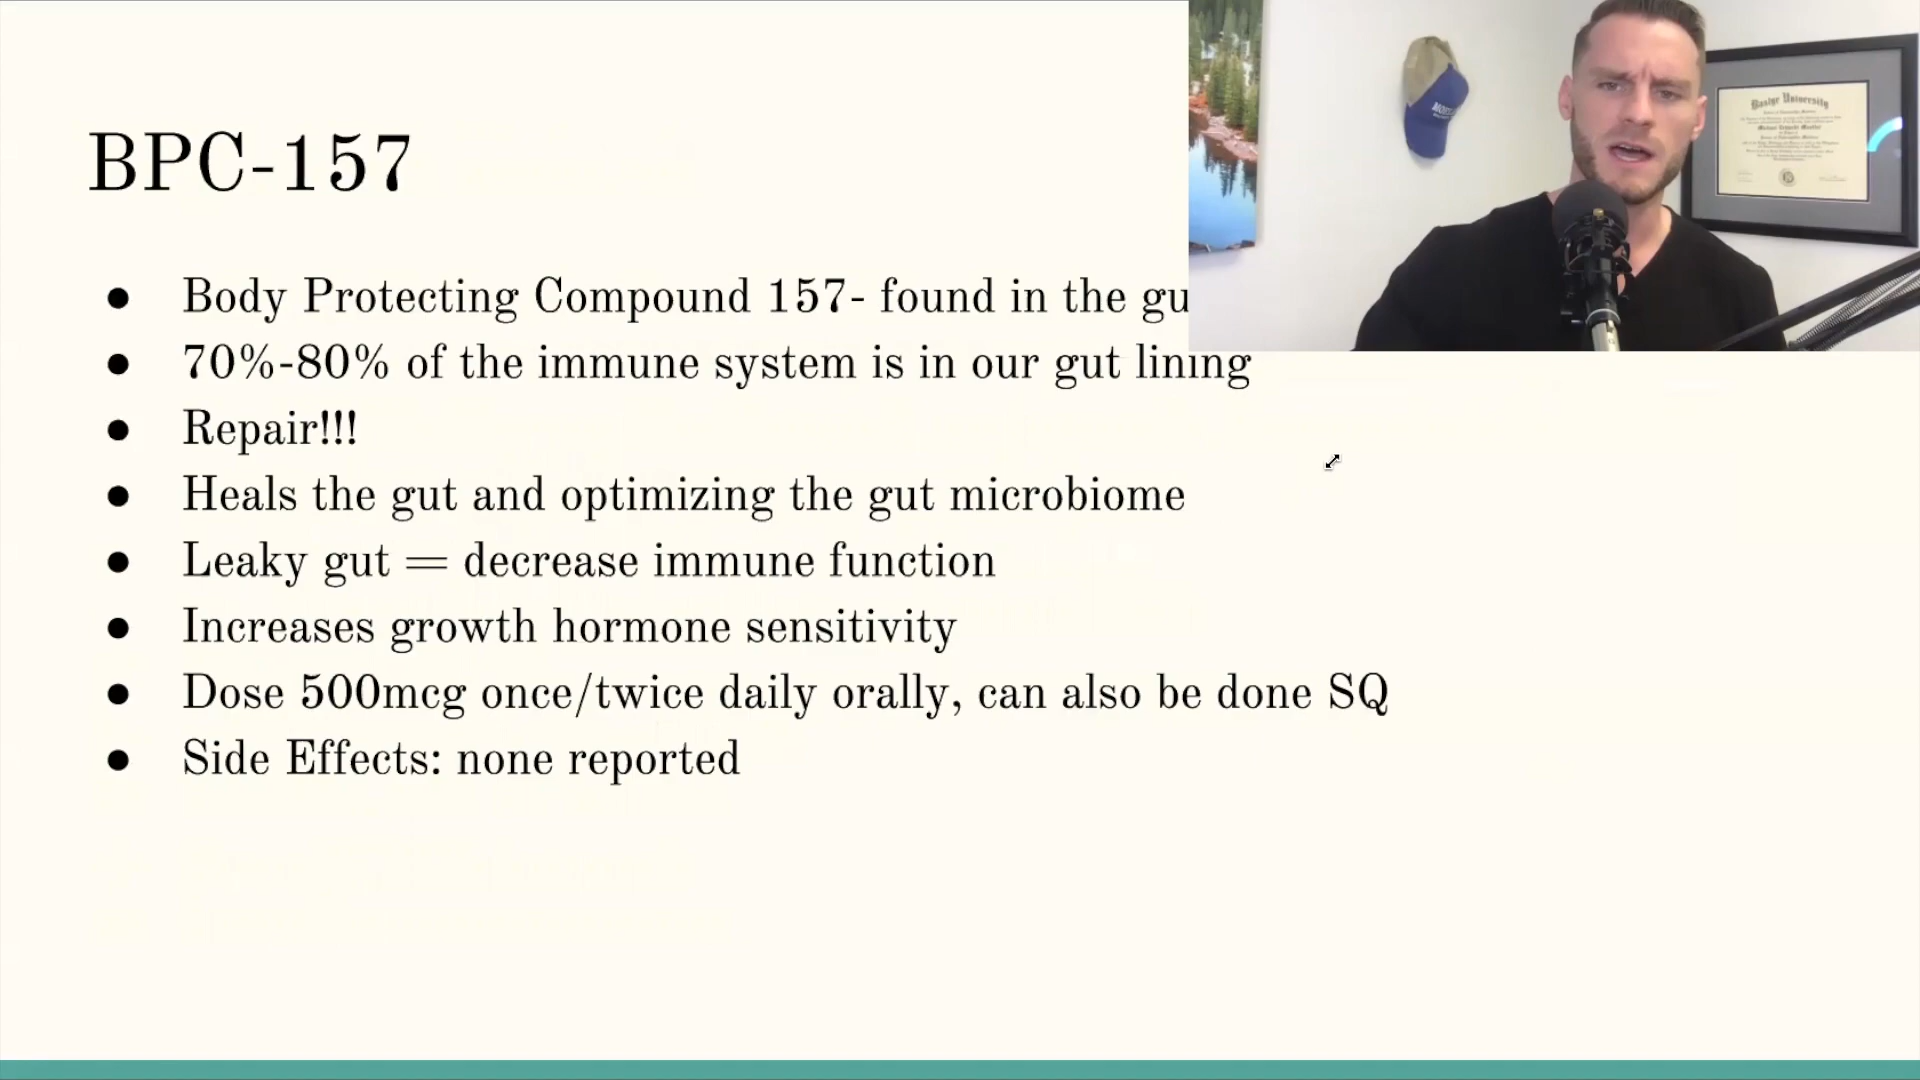 BPC-157
● Body Protecting Compound 157- found in the gu
● 70%-80% of the immune system is in our gut lining
● Repair!!!
● Heals the gut and optimizing the gut microbiome
● Leaky gut = decrease immune function
● Increases growth hormone sensitivity
● Dose 500mcg once/twice daily orally, can also be done SQ
● Side Effects: none reported
Bastyr University